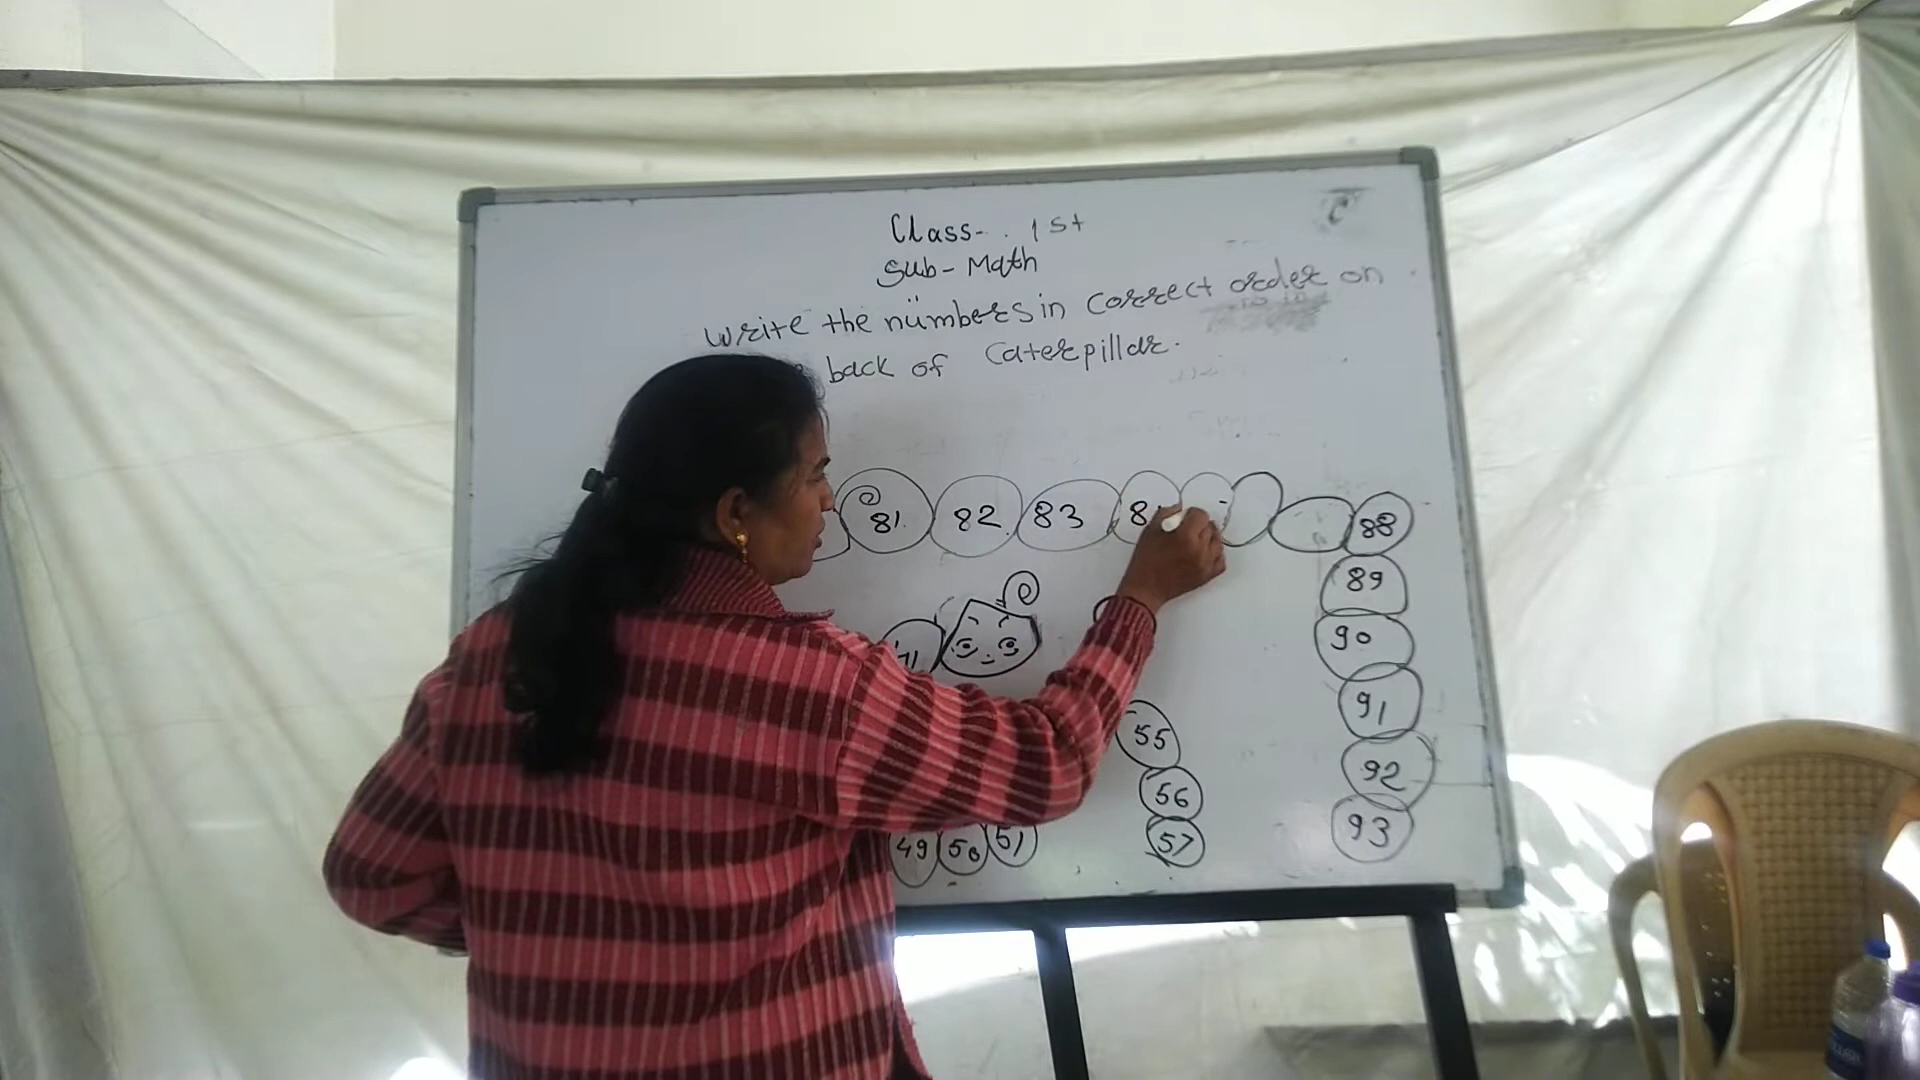 Class- 1st
Sub- Math
Write the numbers in correct order on
back of Caterpillar.
81 82 83 88
89
90
91
92
93
55
56
57
49 50 51